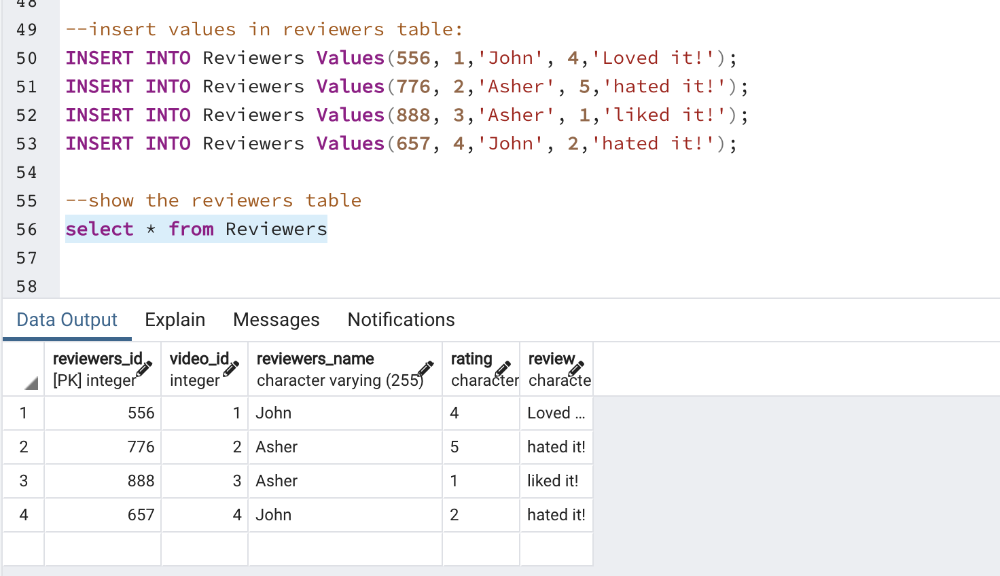 48
49 --insert values in reviewers table:
50 INSERT INTO Reviewers Values(556, 1,'John', 4,'Loved it!');
51 INSERT INTO Reviewers Values(776, 2,'Asher', 5,'hated it!');
52 INSERT INTO Reviewers Values(888, 3,'Asher', 1,'liked it!');
53 INSERT INTO Reviewers Values(657, 4,'John', 2,'hated it!');
54
55 --show the reviewers table
56 select * from Reviewers
57
58
Data Output Explain Messages Notifications
reviewers_id video_id reviewers_name rating review
[PK] integer integer character varying (255) character characte
1 556 1 John 4 Loved ...
2 776 2 Asher 5 hated it!
3 888 3 Asher 1 liked it!
4 657 4 John 2 hated it!